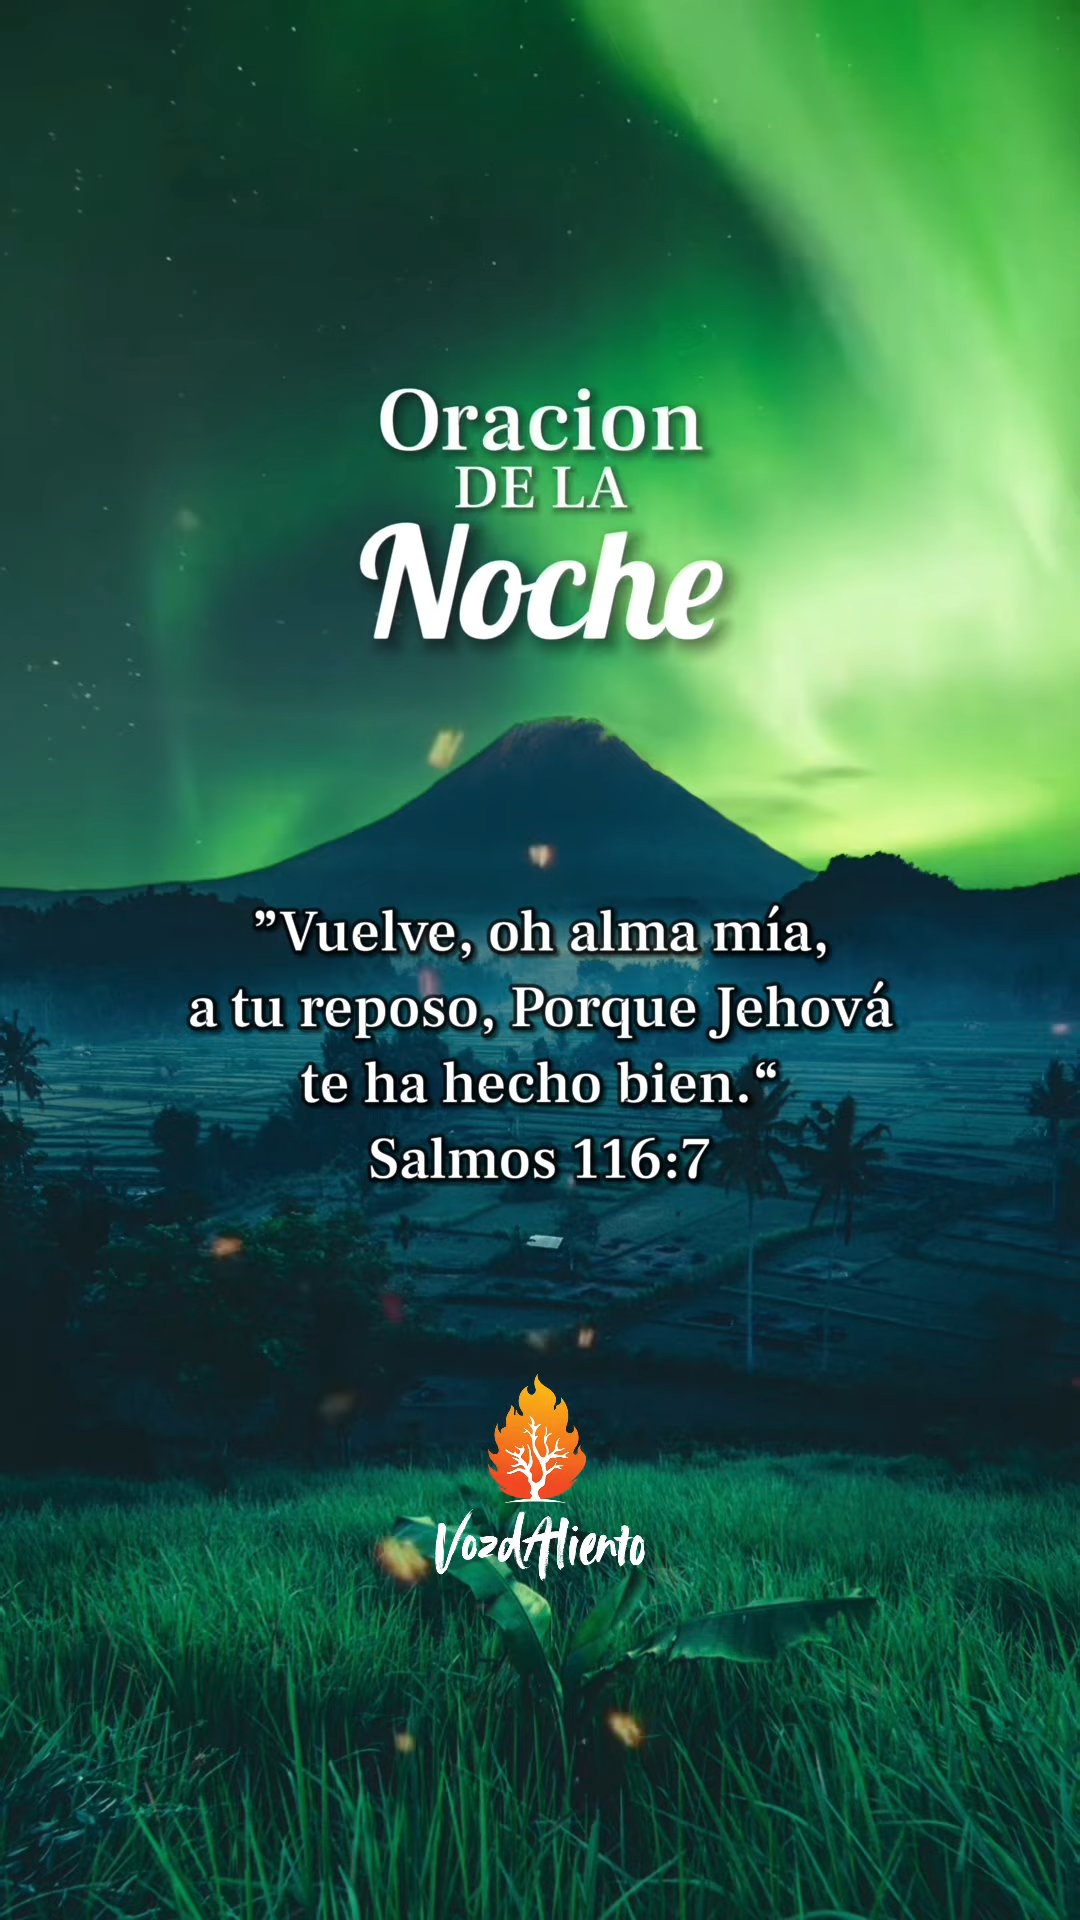 Oracion
DE LA
Noche
”Vuelve, oh alma mía,
a tu reposo, Porque Jehová
te ha hecho bien.“
Salmos 116:7
VozdAliento